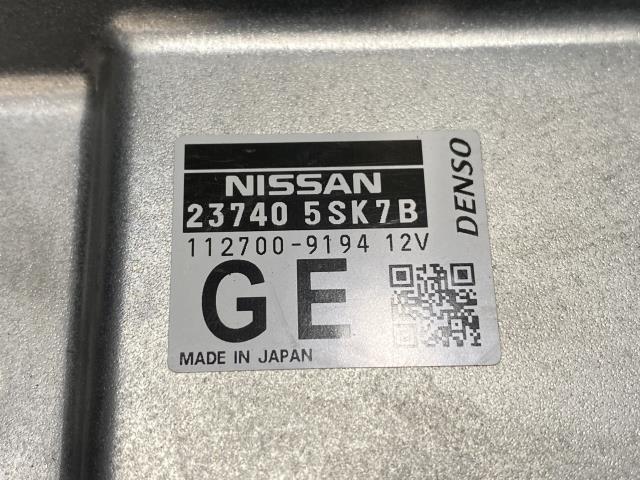 NISSAN
23740 5SK7B
112700-9194 12V
GE
MADE IN JAPAN
DENSO